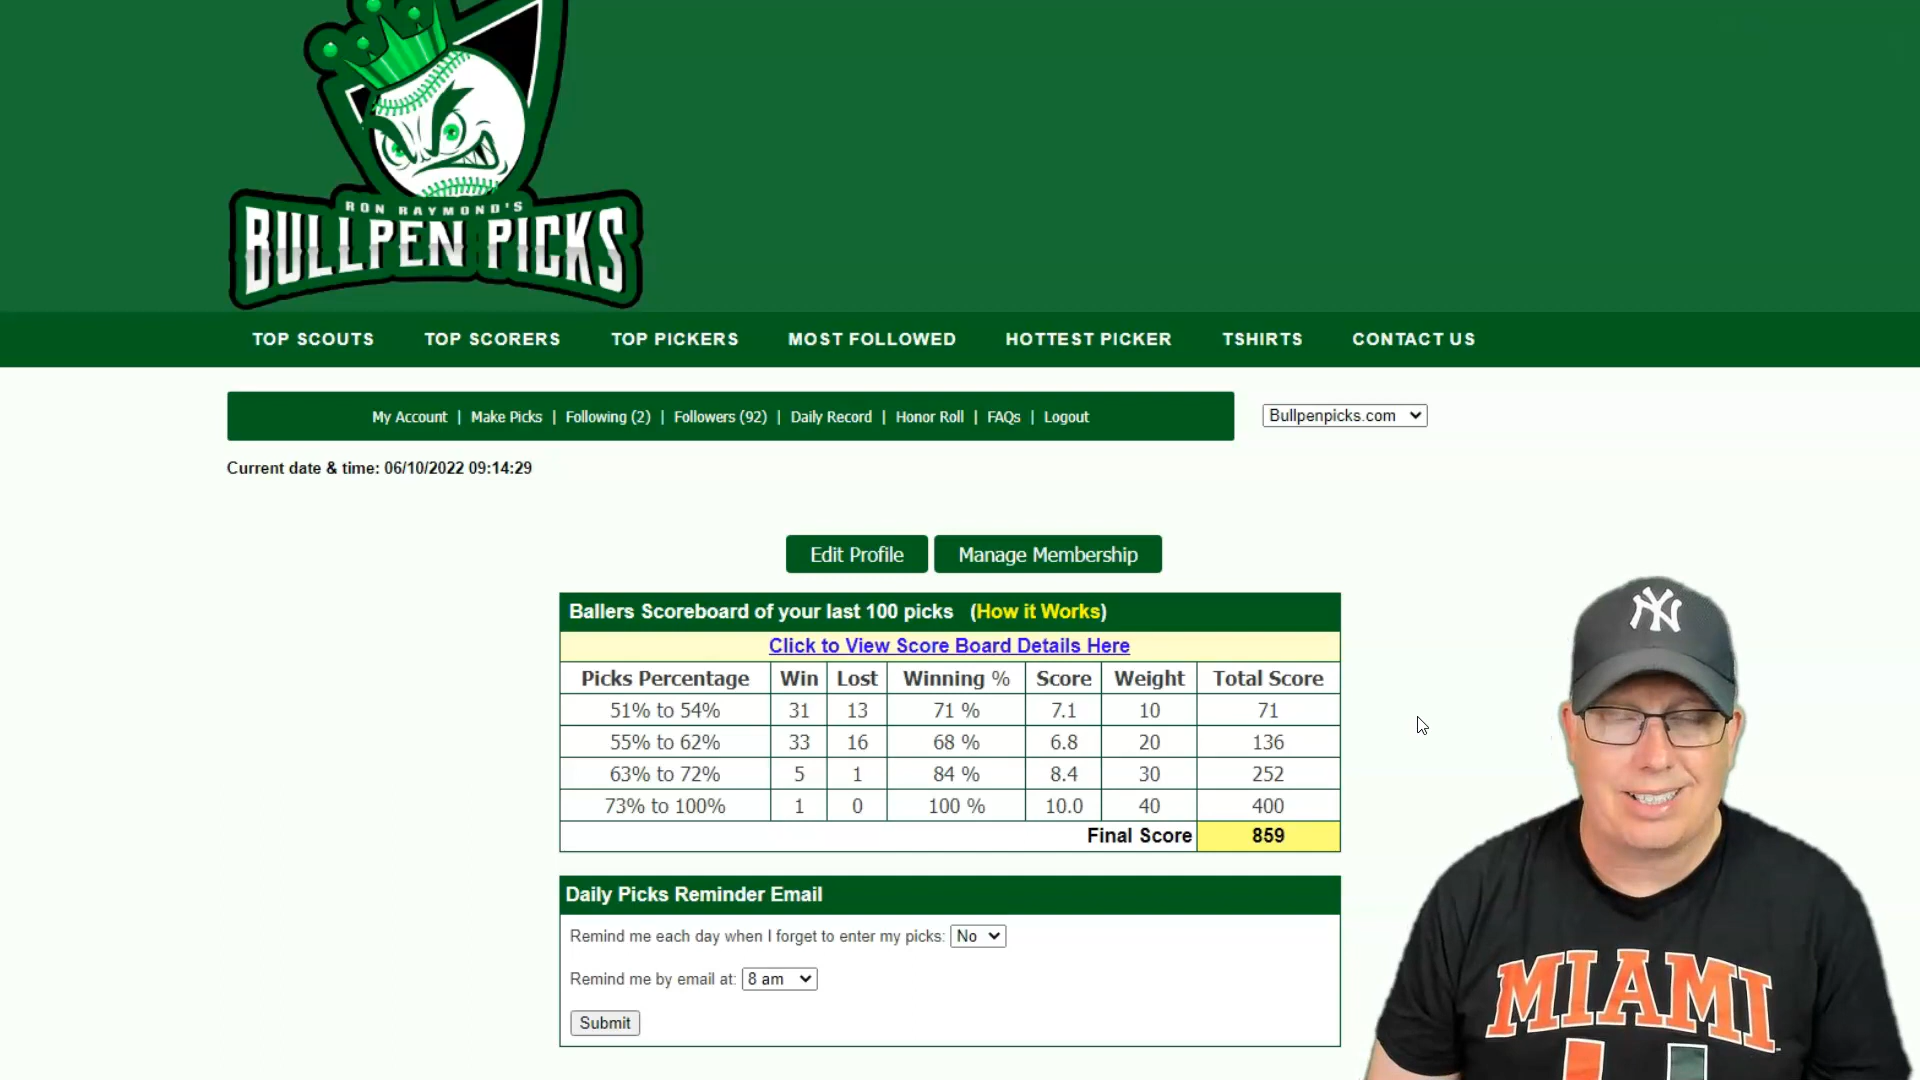 RON RAYMOND'S
BULLPEN PICKS
TOP SCOUTS TOP SCORERS TOP PICKERS MOST FOLLOWED HOTTEST PICKER TSHIRTS CONTACT US
My Account | Make Picks | Following (2) | Followers (92) | Daily Record | Honor Roll | FAQs | Logout
Bullpenpicks.com
Current date & time: 06/10/2022 09:14:29
Edit Profile Manage Membership
Ballers Scoreboard of your last 100 picks (How it Works)
Click to View Score Board Details Here
Picks Percentage Win Lost Winning % Score Weight Total Score
51% to 54% 31 13 71 % 7.1 10 71
55% to 62% 33 16 68 % 6.8 20 136
63% to 72% 5 1 84 % 8.4 30 252
73% to 100% 1 0 100 % 10.0 40 400
Final Score 859
Daily Picks Reminder Email
Remind me each day when I forget to enter my picks: No
Remind me by email at: 8 am
Submit
NY
MIAMI